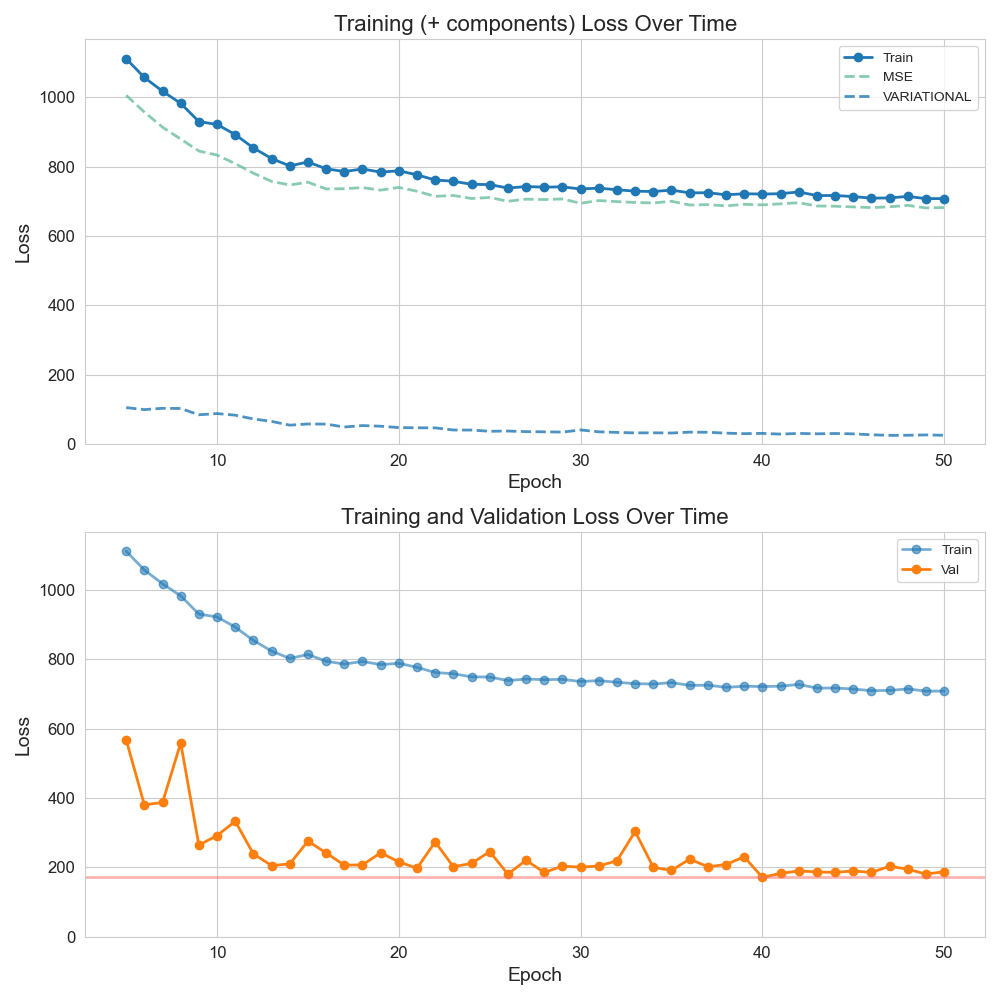 Training (+ components) Loss Over Time
Train
MSE
VARIATIONAL
Loss
1000
800
600
400
200
0
10 20 30 40 50
Epoch
Training and Validation Loss Over Time
Train
Val
Loss
1000
800
600
400
200
0
10 20 30 40 50
Epoch